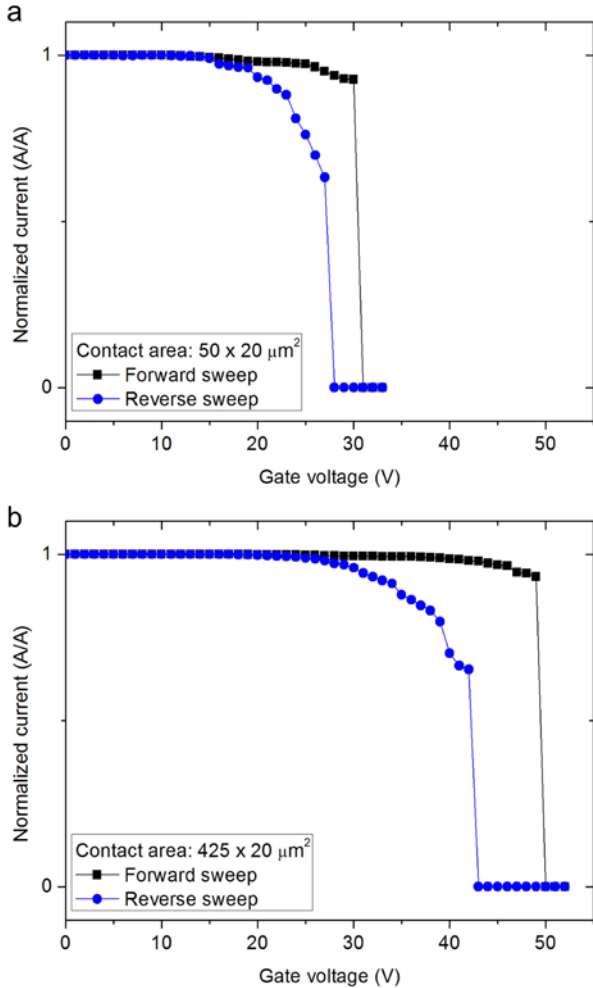 a
1
Normalized current (A/A)
0
Contact area: 50 x 20 μm²
Forward sweep
Reverse sweep
0 10 20 30 40 50
Gate voltage (V)
b
1
Normalized current (A/A)
0
Contact area: 425 x 20 μm²
Forward sweep
Reverse sweep
0 10 20 30 40 50
Gate voltage (V)